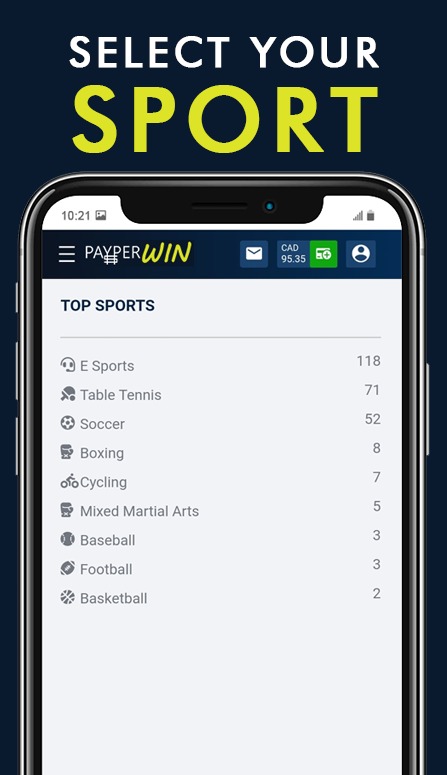 SELECT YOUR
SPORT
10:21
PAYPERWIN
CAD
95.35
TOP SPORTS
E Sports 118
Table Tennis 71
Soccer 52
Boxing 8
Cycling 7
Mixed Martial Arts 5
Baseball 3
Football 3
Basketball 2